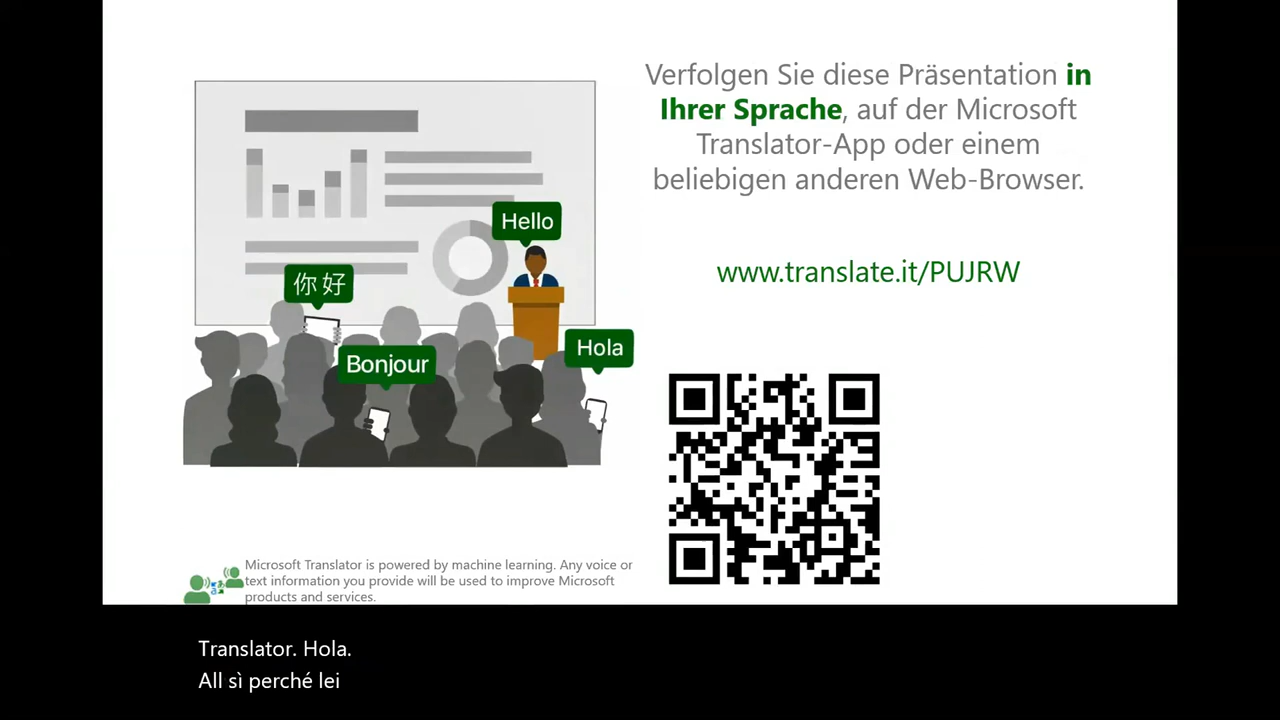 Verfolgen Sie diese Präsentation in
Ihrer Sprache, auf der Microsoft
Translator-App oder einem
beliebigen anderen Web-Browser.
www.translate.it/PUJRW
Hello
你好
Hola
Bonjour
Microsoft Translator is powered by machine learning. Any voice or
text information you provide will be used to improve Microsoft
products and services.
Translator. Hola.
All sì perché lei